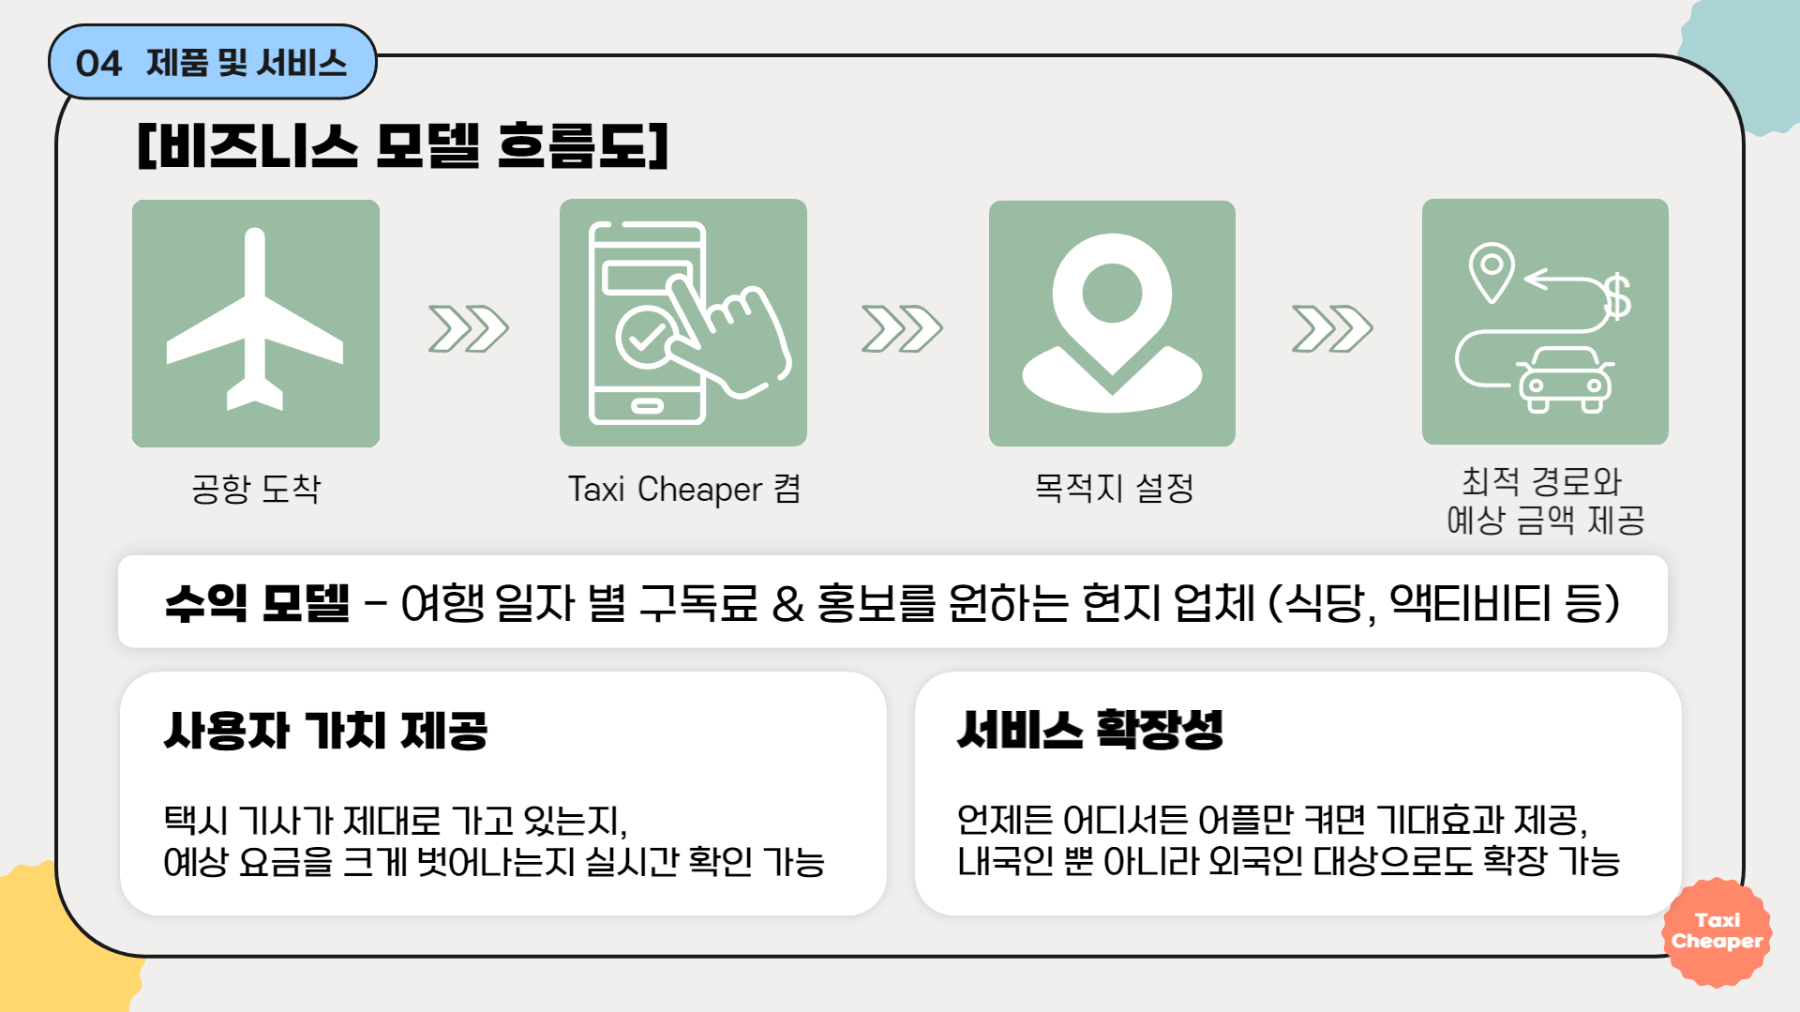 04 제품 및 서비스
[비즈니스 모델 흐름도]
$
공항 도착
Taxi Cheaper 켬
목적지 설정
최적 경로와
예상 금액 제공
수익 모델 – 여행 일자 별 구독료 & 홍보를 원하는 현지 업체 (식당, 액티비티 등)
사용자 가치 제공
택시 기사가 제대로 가고 있는지,
예상 요금을 크게 벗어나는지 실시간 확인 가능
서비스 확장성
언제든 어디서든 어플만 켜면 기대효과 제공,
내국인 뿐 아니라 외국인 대상으로도 확장 가능
Taxi
Cheaper